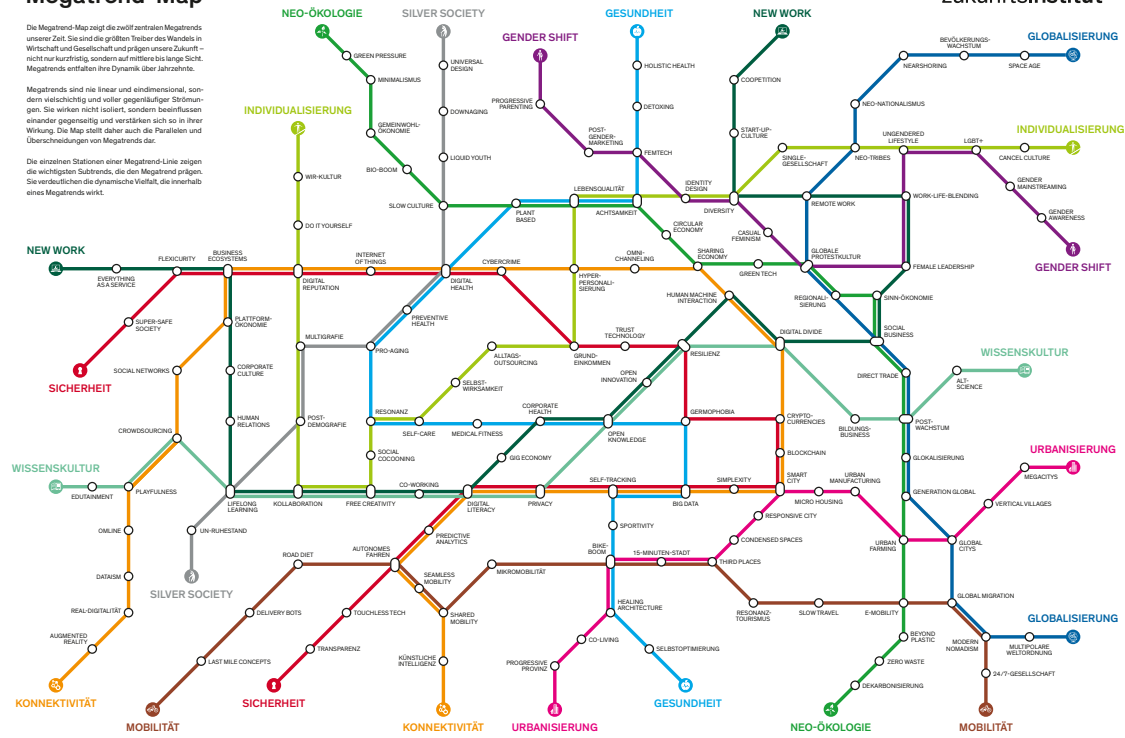 Megatrend-Map
zukunftsInstitut
Die Megatrend-Map zeigt die zwölf zentralen Megatrends
unserer Zeit. Sie sind die größten Treiber des Wandels in
Wirtschaft und Gesellschaft und prägen unsere Zukunft –
nicht nur kurzfristig, sondern auf mittlere bis lange Sicht.
Megatrends entfalten ihre Dynamik über Jahrzehnte.
Megatrends sind nie linear und eindimensional, son-
dern vielschichtig und voller gegenläufiger Strömun-
gen. Sie wirken nicht isoliert, sondern beeinflussen
einander gegenseitig und verstärken sich so in ihrer
Wirkung. Die Map stellt daher auch die Parallelen und
Überschneidungen von Megatrends dar.
Die einzelnen Stationen einer Megatrend-Linie zeigen
die wichtigsten Subtrends, die den Megatrend prägen.
Sie verdeutlichen die dynamische Vielfalt, die innerhalb
eines Megatrends wirkt.
NEO-ÖKOLOGIE
SILVER SOCIETY
GESUNDHEIT
NEW WORK
GENDER SHIFT
GLOBALISIERUNG
BEVÖLKERUNGS-
WACHSTUM
NEARSHORING
SPACE AGE
GREEN PRESSURE
UNIVERSAL
DESIGN
HOLISTIC HEALTH
COOPETITION
MINIMALISMUS
PROGRESSIVE
PARENTING
DETOXING
NEO-NATIONALISMUS
INDIVIDUALISIERUNG
DOWNAGING
GEMEINWOHL-
ÖKONOMIE
POST-
GENDER-
MARKETING
START-UP-
CULTURE
UNGENDERED
LIFESTYLE
LGBT+
INDIVIDUALISIERUNG
LIQUID YOUTH
FEMTECH
SINGLE-
GESELLSCHAFT
NEO-TRIBES
CANCEL CULTURE
BIO-BOOM
WIR-KULTUR
GENDER
MAINSTREAMING
SLOW CULTURE
PLANT
BASED
LEBENSQUALITÄT
ACHTSAMKEIT
IDENTITY
DESIGN
DIVERSITY
REMOTE WORK
WORK-LIFE-BLENDING
DO IT YOURSELF
CIRCULAR
ECONOMY
CASUAL
FEMINISM
GENDER
AWARENESS
NEW WORK
EVERYTHING
AS A SERVICE
FLEXICURITY
BUSINESS
ECOSYSTEMS
DIGITAL
REPUTATION
INTERNET
OF THINGS
DIGITAL
HEALTH
CYBERCRIME
HYPER-
PERSONALI-
SIERUNG
OMNI-
CHANNELING
SHARING
ECONOMY
GREEN TECH
GLOBALE
PROTESTKULTUR
FEMALE LEADERSHIP
GENDER SHIFT
SUPER-SAFE
SOCIETY
PLATTFORM-
ÖKONOMIE
PREVENTIVE
HEALTH
HUMAN MACHINE
INTERACTION
REGIONALI-
SIERUNG
SINN-ÖKONOMIE
MULTIGRAFIE
PRO-AGING
ALLTAGS-
OUTSOURCING
GRUND-
EINKOMMEN
TRUST
TECHNOLOGY
RESILIENZ
DIGITAL DIVIDE
SOCIAL
BUSINESS
WISSENSKULTUR
SICHERHEIT
SOCIAL NETWORKS
CORPORATE
CULTURE
SELBST-
WIRKSAMKEIT
OPEN
INNOVATION
DIRECT TRADE
ALT-
SCIENCE
CROWDSOURCING
HUMAN
RELATIONS
POST-
DEMOGRAFIE
RESONANZ
SELF-CARE
MEDICAL FITNESS
CORPORATE
HEALTH
OPEN
KNOWLEDGE
GERMOPHOBIA
CRYPTO-
CURRENCIES
BILDUNGS-
BUSINESS
POST-
WACHSTUM
SOCIAL
COCOONING
GIG ECONOMY
BLOCKCHAIN
GLOKALISIERUNG
URBANISIERUNG
MEGACITYS
WISSENSKULTUR
EDUTAINMENT
PLAYFULNESS
LIFELONG
LEARNING
KOLLABORATION
FREE CREATIVITY
CO-WORKING
DIGITAL
LITERACY
PRIVACY
SELF-TRACKING
BIG DATA
SIMPLEXITY
SMART
CITY
MICRO HOUSING
URBAN
MANUFACTURING
GENERATION GLOBAL
VERTICAL VILLAGES
OMLINE
UN-RUHESTAND
PREDICTIVE
ANALYTICS
SPORTIVITY
RESPONSIVE CITY
CONDENSED SPACES
URBAN
FARMING
GLOBAL
CITYS
DATAISM
SILVER SOCIETY
ROAD DIET
AUTONOMES
FAHREN
SEAMLESS
MOBILITY
MIKROMOBILITÄT
BIKE-
BOOM
15-MINUTEN-STADT
THIRD PLACES
REAL-DIGITALITÄT
DELIVERY BOTS
TOUCHLESS TECH
SHARED
MOBILITY
HEALING
ARCHITECTURE
RESONANZ-
TOURISMUS
SLOW TRAVEL
E-MOBILITY
GLOBAL MIGRATION
GLOBALISIERUNG
AUGMENTED
REALITY
LAST MILE CONCEPTS
TRANSPARENZ
KÜNSTLICHE
INTELLIGENZ
CO-LIVING
PROGRESSIVE
PROVINZ
SELBSTOPTIMIERUNG
BEYOND
PLASTIC
MODERN
NOMADISM
MULTIPOLARE
WELTORDNUNG
ZERO WASTE
24/7-GESELLSCHAFT
DEKARBONISIERUNG
KONNEKTIVITÄT
MOBILITÄT
SICHERHEIT
KONNEKTIVITÄT
URBANISIERUNG
GESUNDHEIT
NEO-ÖKOLOGIE
MOBILITÄT